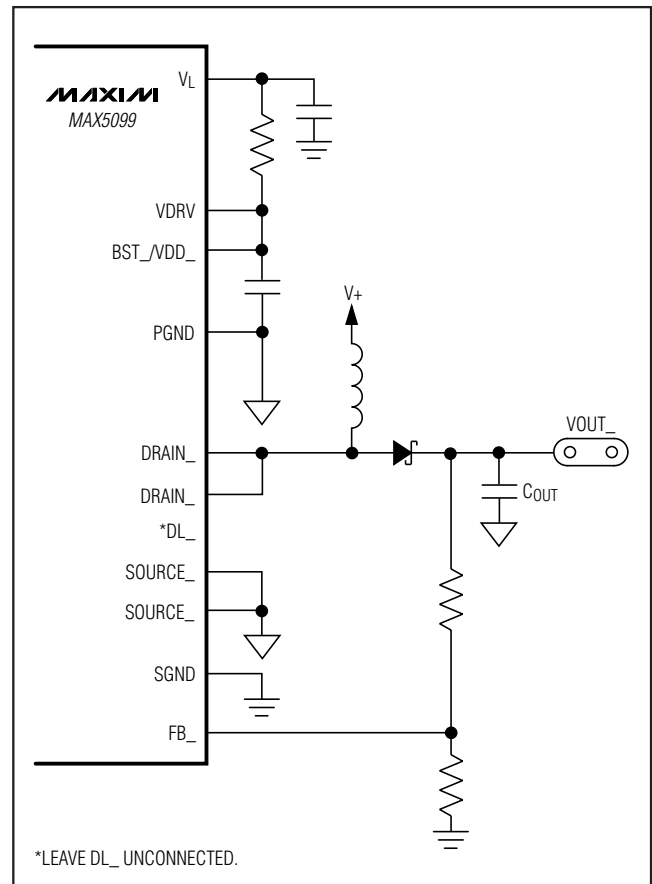 VL
MAXIM
MAX5099
VDRV
BST_/VDD_
PGND
V+
DRAIN_
VOUT_
DRAIN_
COUT
*DL_
SOURCE_
SOURCE_
SGND
FB_
*LEAVE DL_ UNCONNECTED.